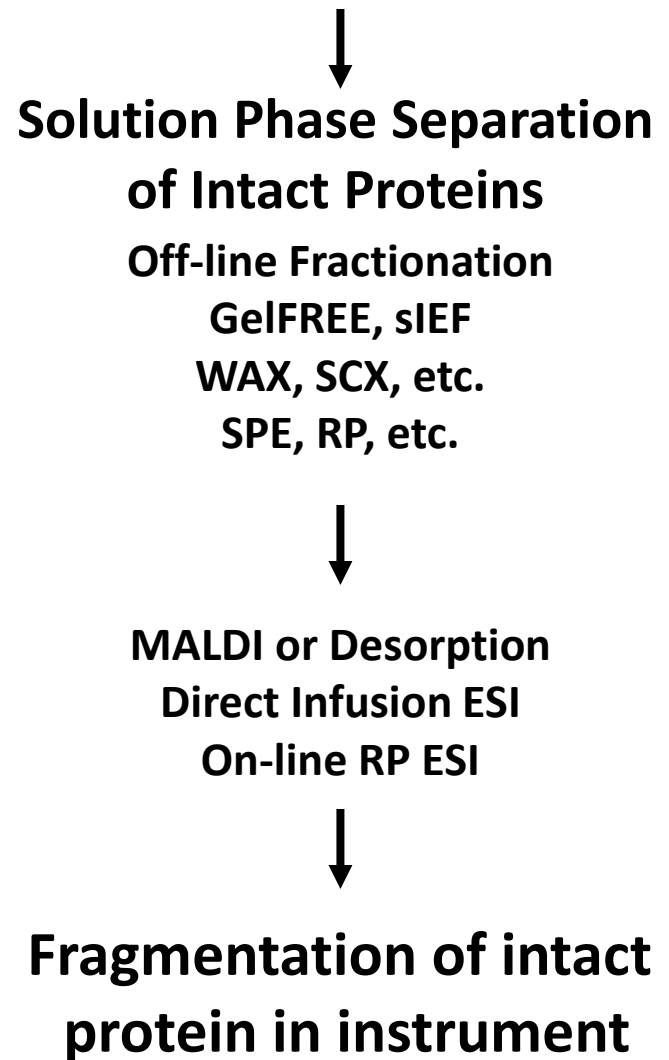 Solution Phase Separation
of Intact Proteins
Off-line Fractionation
GelFREE, sIEF
WAX, SCX, etc.
SPE, RP, etc.
MALDI or Desorption
Direct Infusion ESI
On-line RP ESI
Fragmentation of intact
protein in instrument